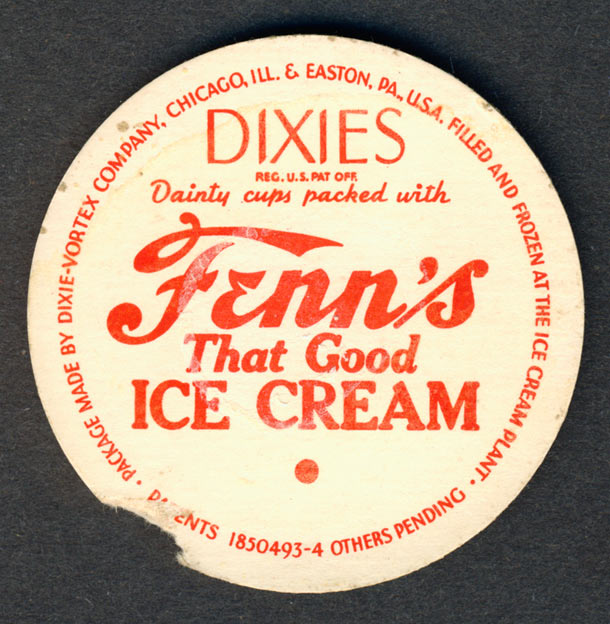 · PACKAGE MADE BY DIXIE-VORTEX COMPANY, CHICAGO, ILL. & EASTON, PA., U.S.A. FILLED AND FROZEN AT THE ICE CREAM PLANT ·
DIXIES
REG. U.S. PAT OFF.
Dainty cups packed with
Fenn's
That Good
ICE CREAM
1850493-4 OTHERS PENDING